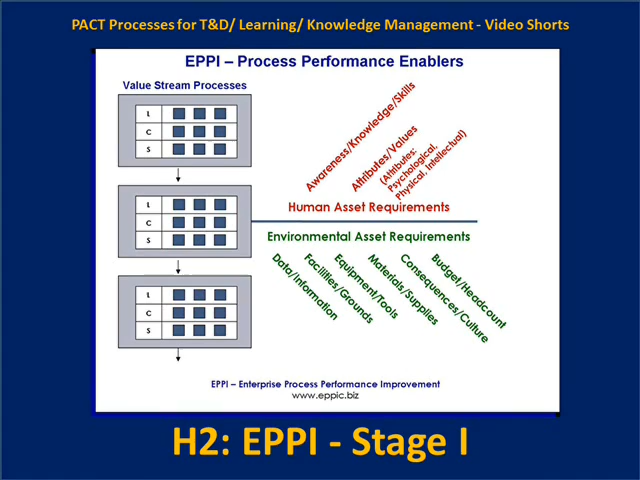 PACT Processes for T&D/ Learning/ Knowledge Management - Video Shorts
EPPI – Process Performance Enablers
Value Stream Processes
L
C
S
L
C
S
L
C
S
Awareness/Knowledge/Skills
Attributes/Values
(Attributes:
Psychological,
Physical, Intellectual)
Human Asset Requirements
Environmental Asset Requirements
Data/Information
Facilities/Grounds
Equipment/Tools
Materials/Supplies
Consequences/Culture
Budget/Headcount
EPPI – Enterprise Process Performance Improvement
www.eppic.biz
H2: EPPI - Stage I